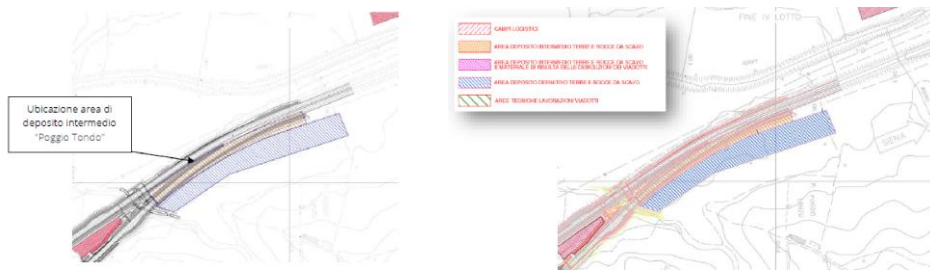 Ubicazione area di
deposito intermedio
"Poggio Tondo"
CAMPI LOGISTICI
AREA DEPOSITO INTERMEDIO TERRE E ROCCE DA SCAVO
AREA DEPOSITO INTERMEDIO TERRE E ROCCE DA SCAVO
E MATERIALE DI RISULTA DELLE DEMOLIZIONI DEI VIADOTTI
AREA DEPOSITO DEFINITIVO TERRE E ROCCE DA SCAVO
AREE TECNICHE LAVORAZIONI VIADOTTI
FINE IV LOTTO
SIENA